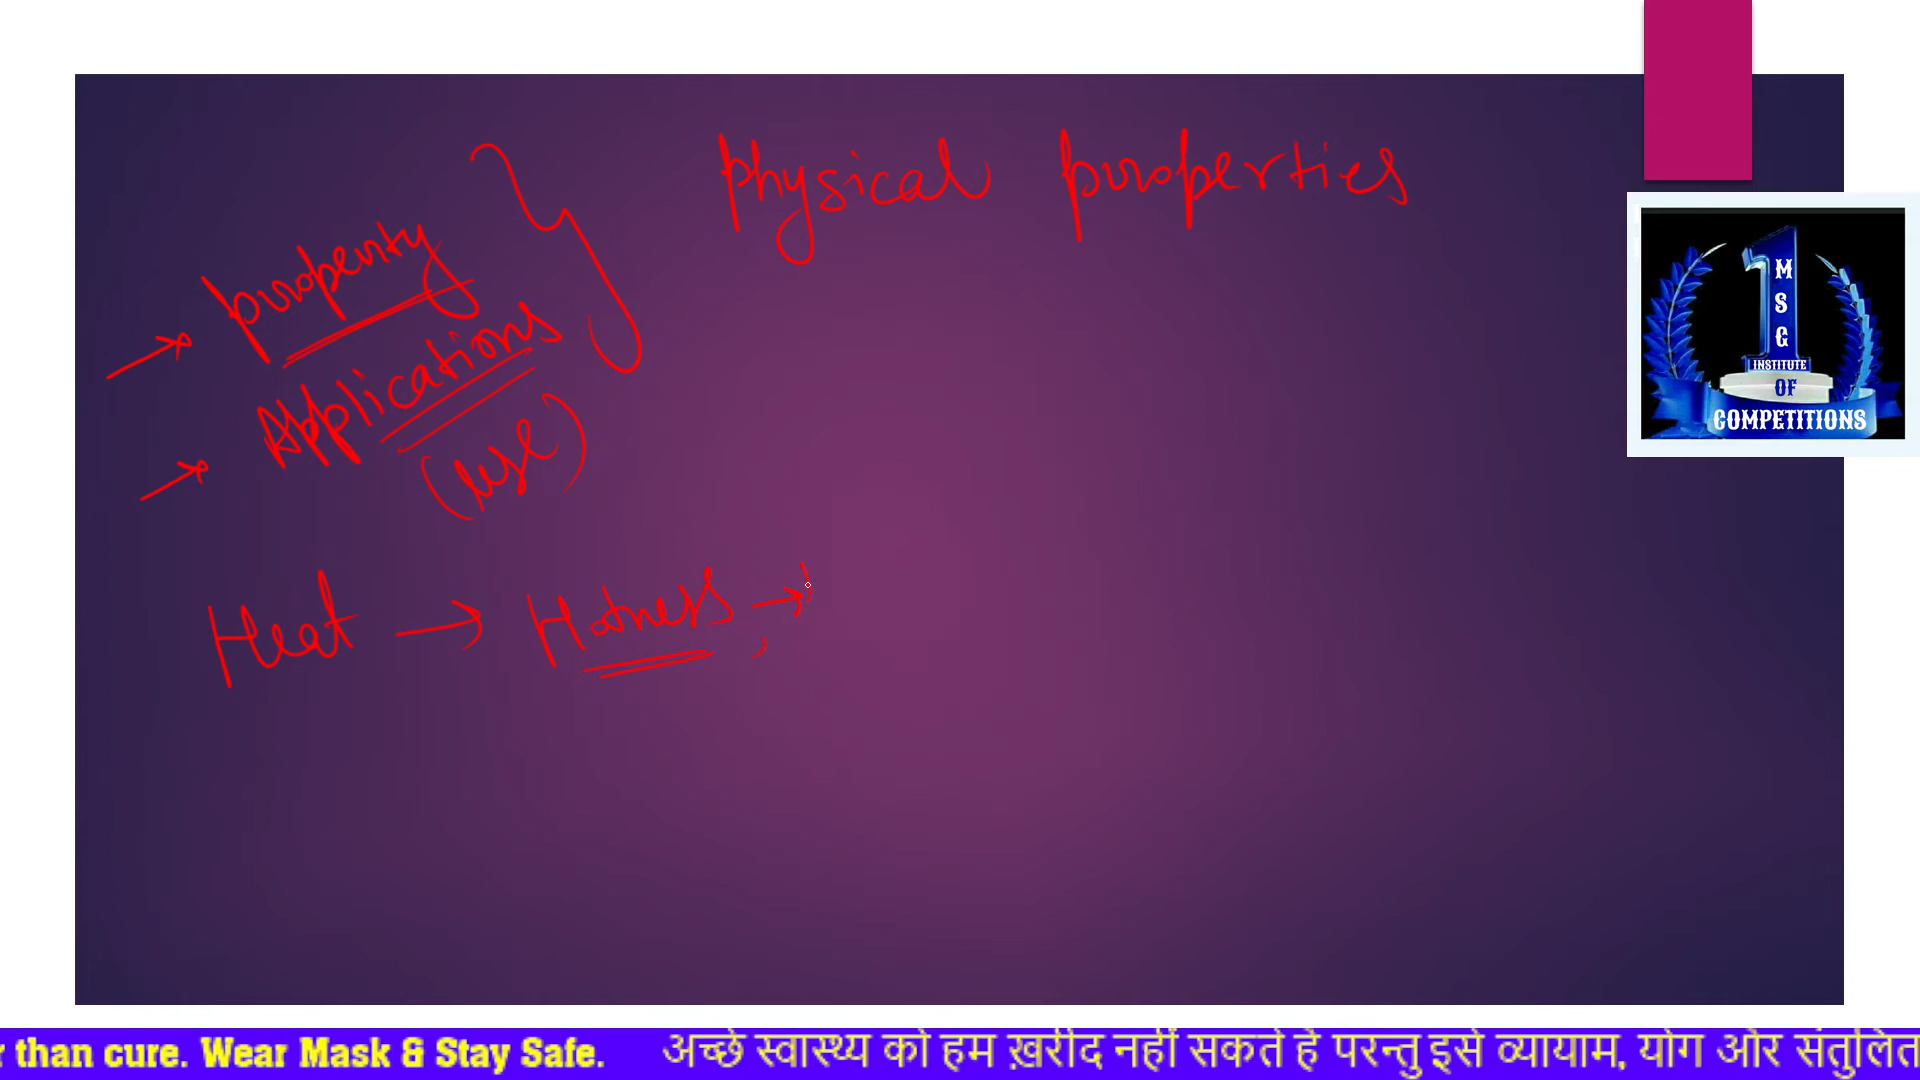 Physical properties
→ property
→ Applications
(use)
Heat → Hotness, →
M
S
G
INSTITUTE
OF
COMPETITIONS
r than cure. Wear Mask & Stay Safe. अच्छे स्वास्थ्य को हम ख़रीद नहीं सकते हे परन्तु इसे व्यायाम, योग और संतुलित